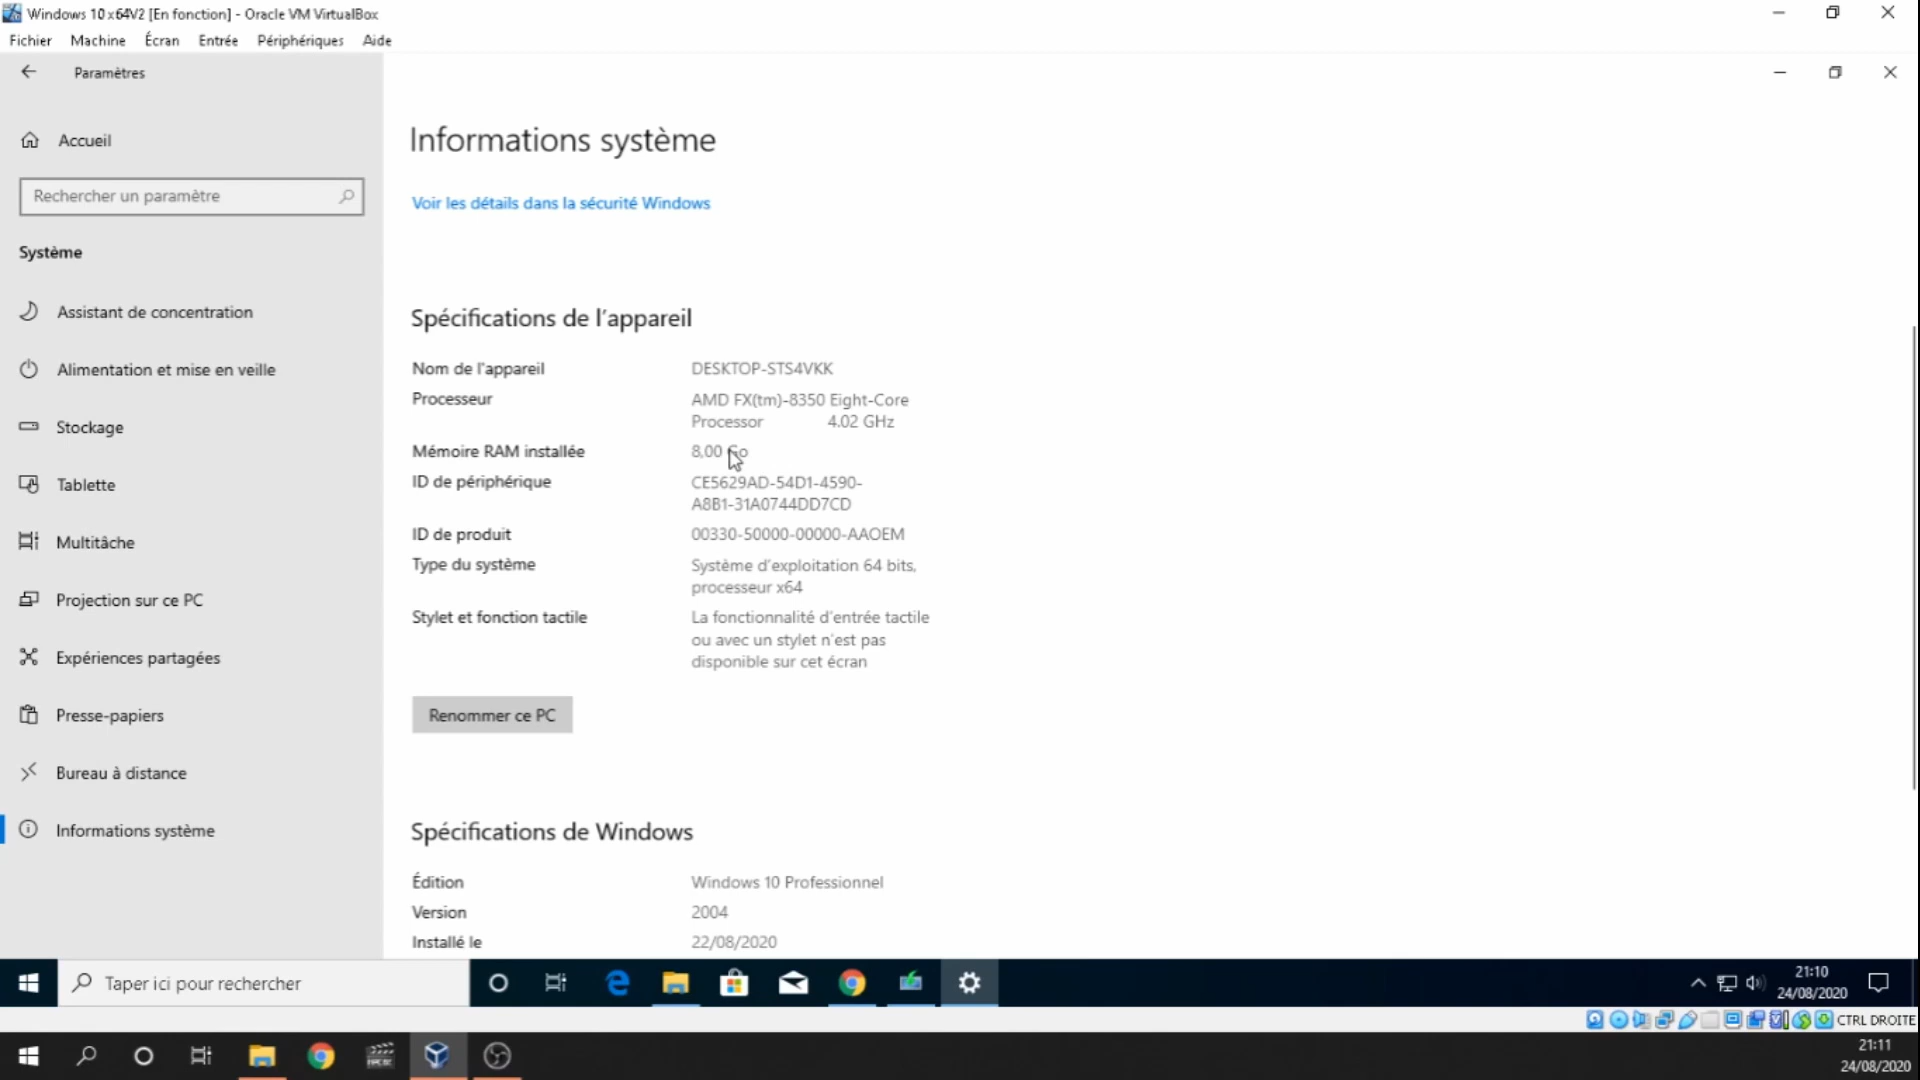 Windows 10 x64V2 [En fonction] - Oracle VM VirtualBox
Fichier Machine Écran Entrée Périphériques Aide
Paramètres
Accueil
Rechercher un paramètre
Système
Assistant de concentration
Alimentation et mise en veille
Stockage
Tablette
Multitâche
Projection sur ce PC
Expériences partagées
Presse-papiers
Bureau à distance
Informations système
Informations système
Voir les détails dans la sécurité Windows
Spécifications de l'appareil
Nom de l'appareil DESKTOP-STS4VKK
Processeur AMD FX(tm)-8350 Eight-Core
Processor 4.02 GHz
Mémoire RAM installée 8,00 Go
ID de périphérique CE5629AD-54D1-4590-
A8B1-31A0744DD7CD
ID de produit 00330-50000-00000-AAOEM
Type du système Système d'exploitation 64 bits,
processeur x64
Stylet et fonction tactile La fonctionnalité d'entrée tactile
ou avec un stylet n'est pas
disponible sur cet écran
Renommer ce PC
Spécifications de Windows
Édition Windows 10 Professionnel
Version 2004
Installé le 22/08/2020
Taper ici pour rechercher
21:10
24/08/2020
CTRL DROITE
21:11
24/08/2020